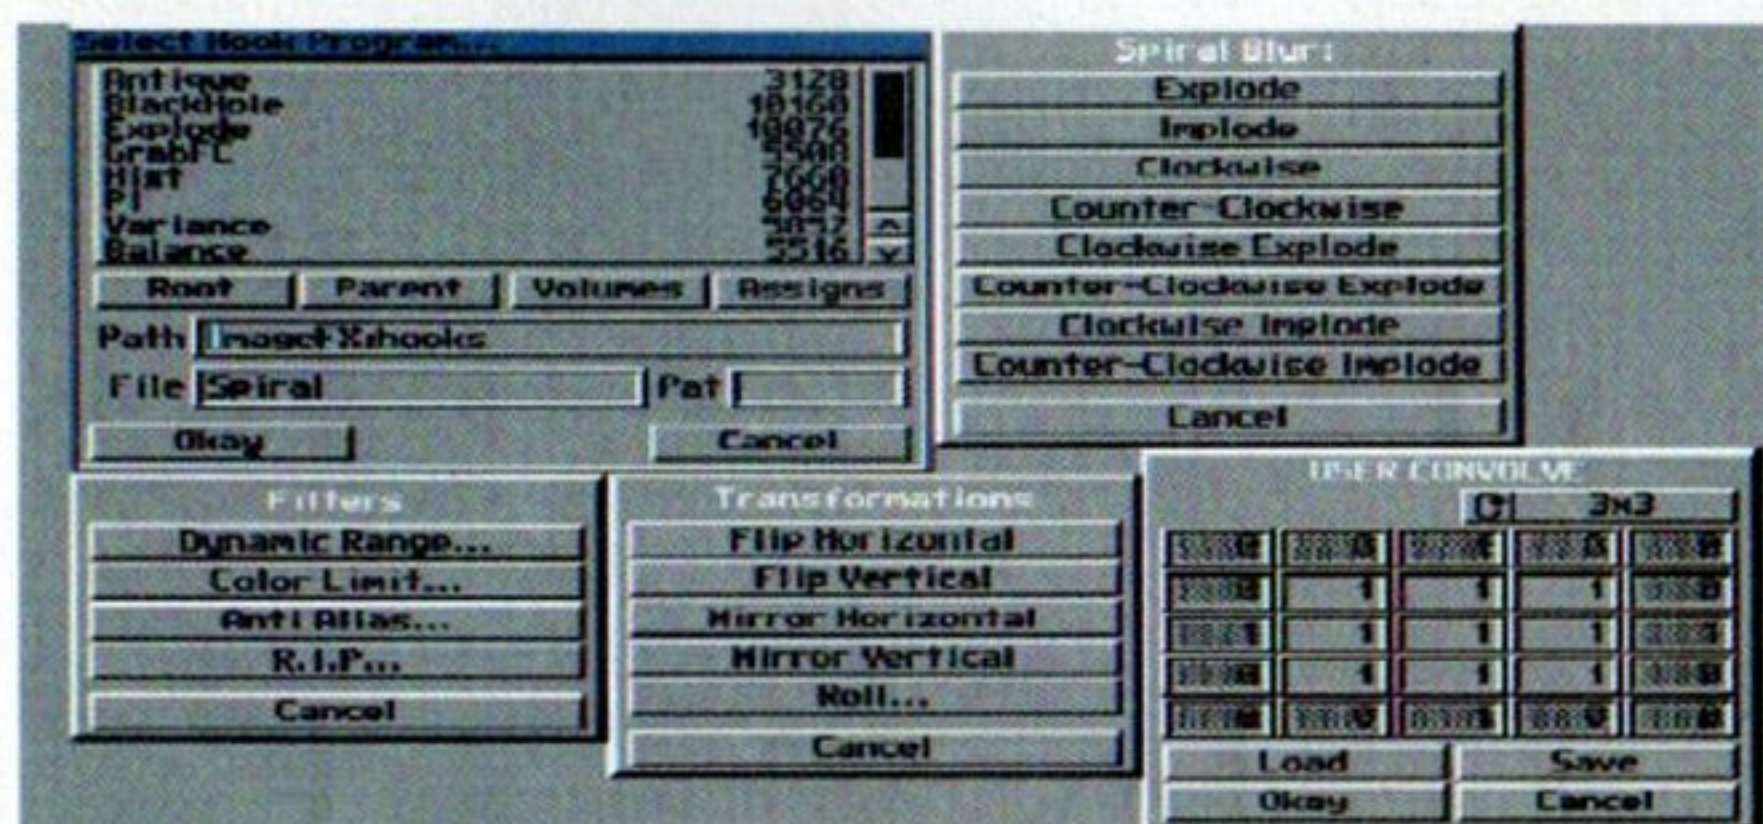 Select Hook Program...
Antique 3128
BlackHole 10160
Explode 10076
GrabFC
Hist 7660
PI 6064
Variance
Balance 5516
Root Parent Volumes Assigns
Path
File Spiral Pat
Okay Cancel
Spiral Blur:
Explode
Implode
Clockwise
Counter-Clockwise
Clockwise Explode
Counter-Clockwise Explode
Clockwise Implode
Counter-Clockwise Implode
Cancel
Filters
Dynamic Range...
Color Limit...
Anti Alias...
R.I.P...
Cancel
Transformations
Flip Horizontal
Flip Vertical
Mirror Horizontal
Mirror Vertical
Roll...
Cancel
USER CONVOLVE
3x3
1 1 1
1 1 1
1 1 1
Load Save
Okay Cancel